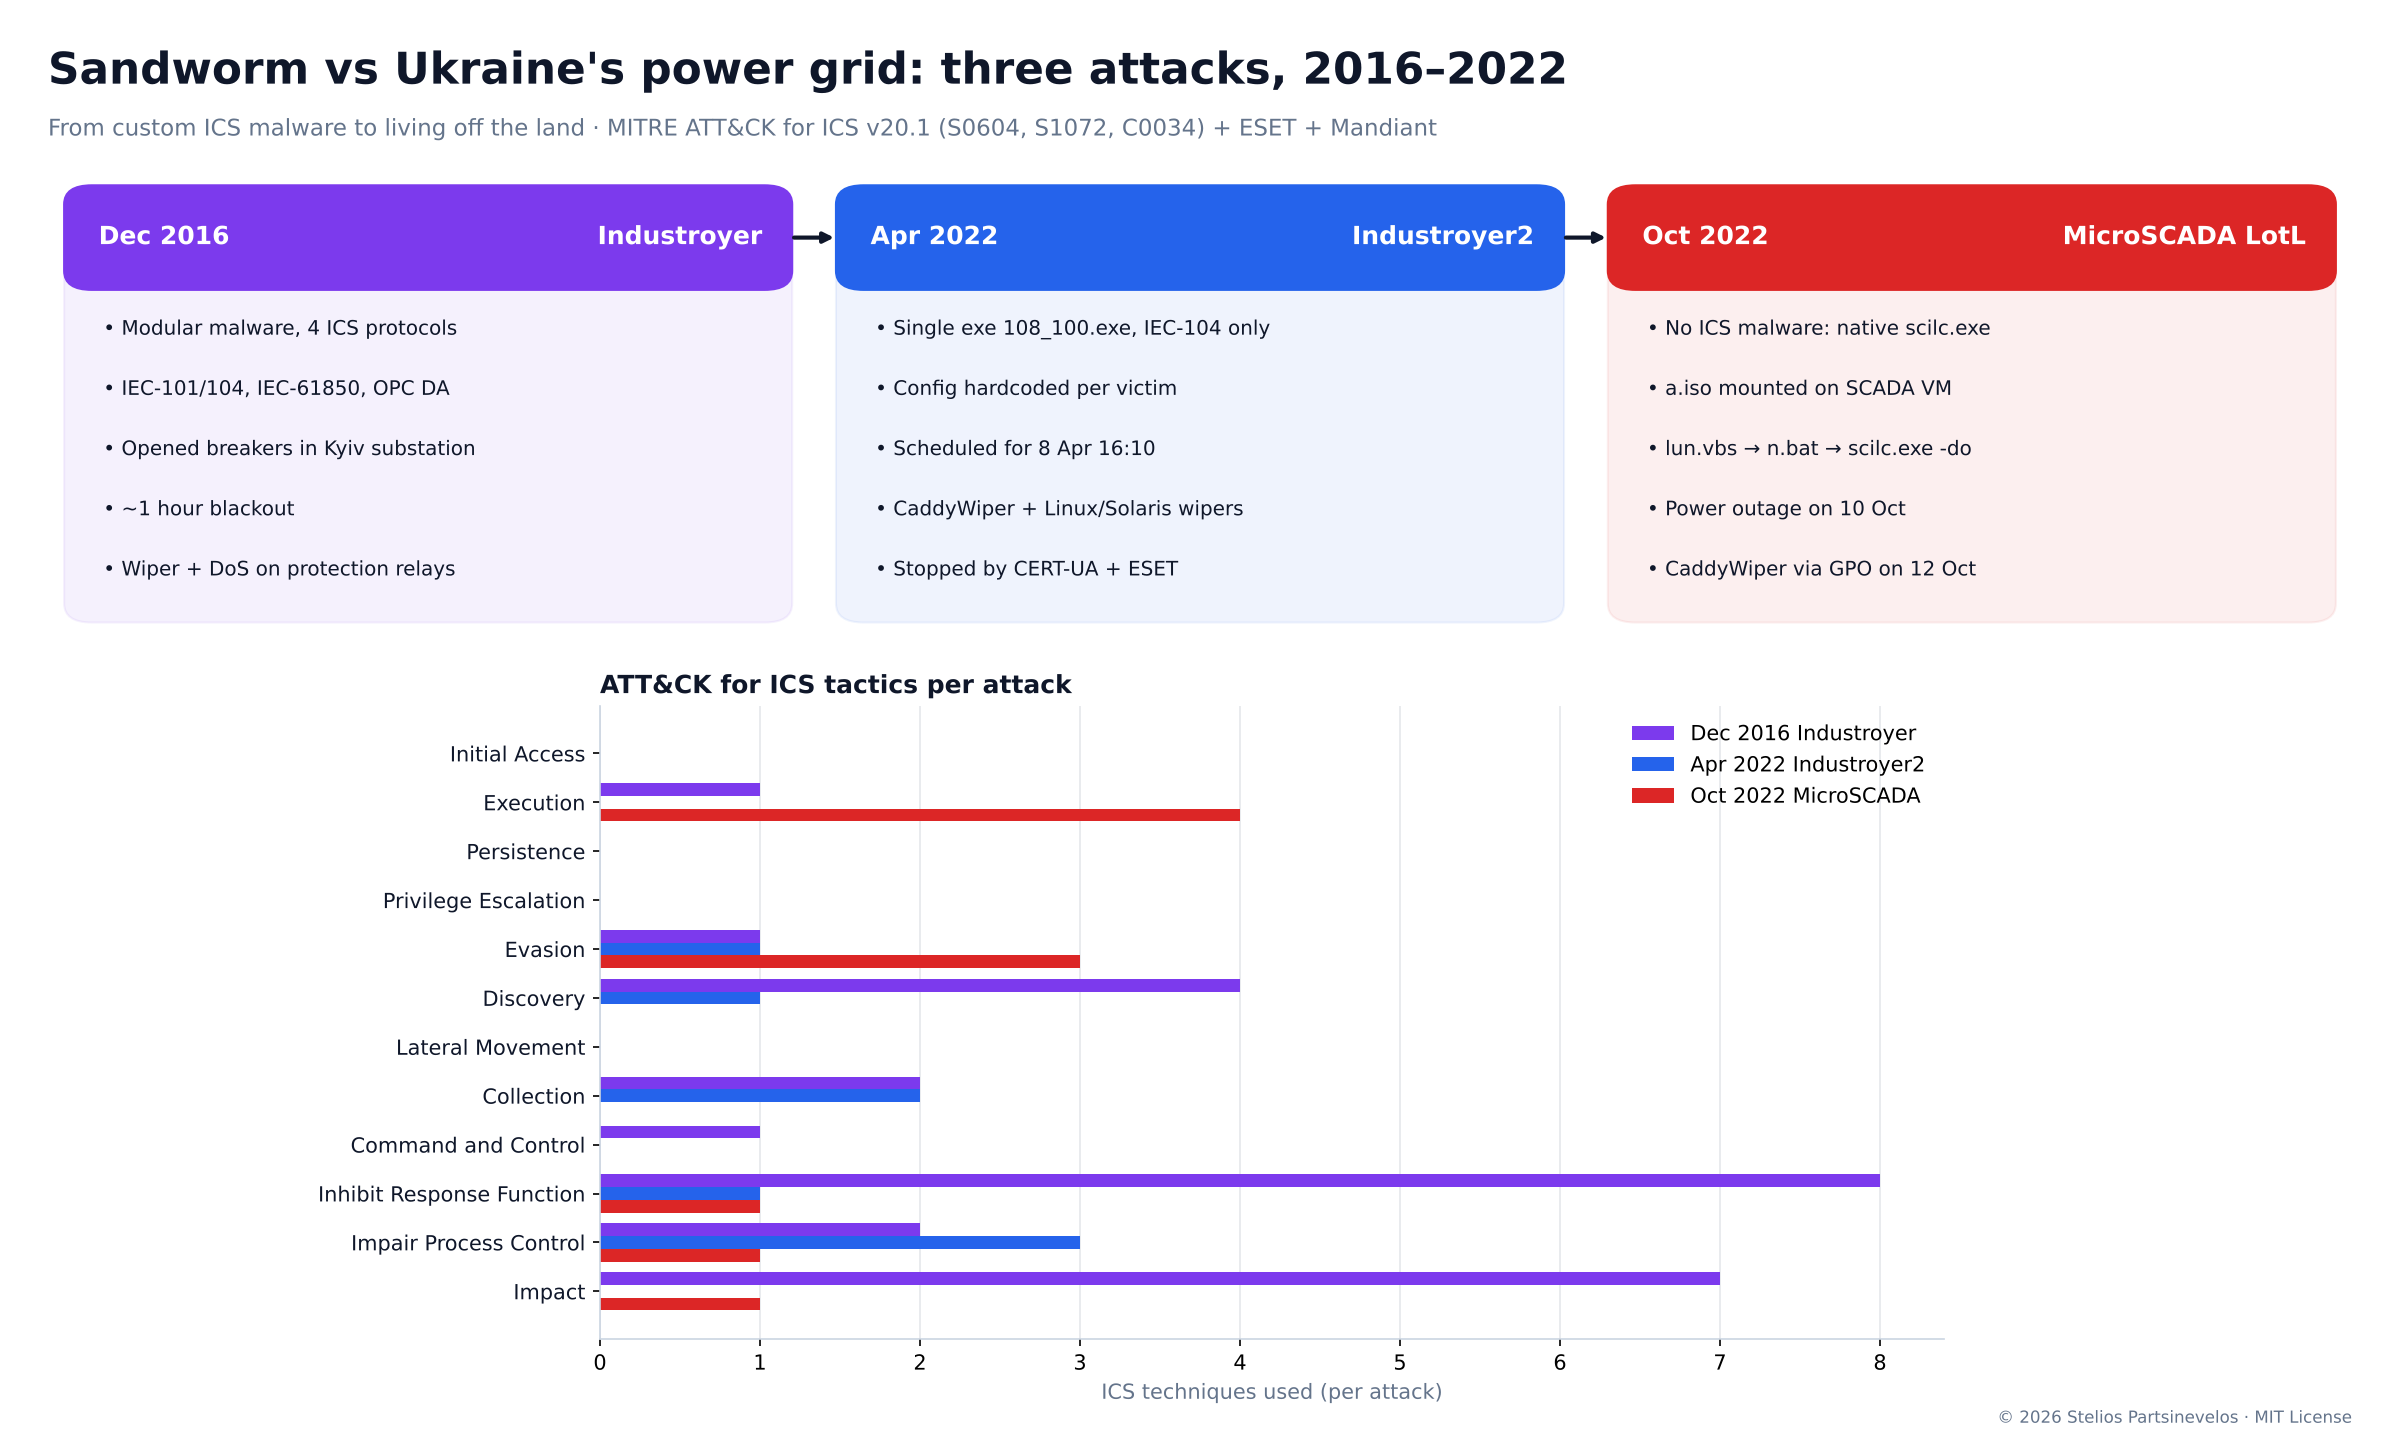 Sandworm vs Ukraine's power grid: three attacks, 2016–2022
From custom ICS malware to living off the land · MITRE ATT&CK for ICS v20.1 (S0604, S1072, C0034) + ESET + Mandiant
Dec 2016 Industroyer
• Modular malware, 4 ICS protocols
• IEC-101/104, IEC-61850, OPC DA
• Opened breakers in Kyiv substation
• ~1 hour blackout
• Wiper + DoS on protection relays
Apr 2022 Industroyer2
• Single exe 108_100.exe, IEC-104 only
• Config hardcoded per victim
• Scheduled for 8 Apr 16:10
• CaddyWiper + Linux/Solaris wipers
• Stopped by CERT-UA + ESET
Oct 2022 MicroSCADA LotL
• No ICS malware: native scilc.exe
• a.iso mounted on SCADA VM
• lun.vbs → n.bat → scilc.exe -do
• Power outage on 10 Oct
• CaddyWiper via GPO on 12 Oct
ATT&CK for ICS tactics per attack
Dec 2016 Industroyer
Apr 2022 Industroyer2
Oct 2022 MicroSCADA
Initial Access
Execution
Persistence
Privilege Escalation
Evasion
Discovery
Lateral Movement
Collection
Command and Control
Inhibit Response Function
Impair Process Control
Impact
0 1 2 3 4 5 6 7 8
ICS techniques used (per attack)
© 2026 Stelios Partsinevelos · MIT License